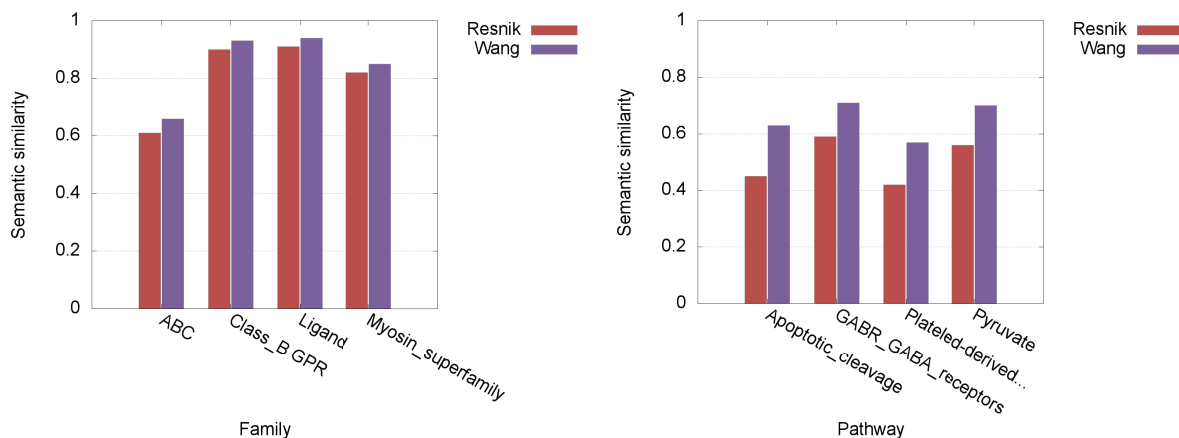 Resnik
Wang
Semantic similarity
1
0.8
0.6
0.4
0.2
0
ABC
Class_B GPR
Ligand
Myosin_superfamily
Family
Resnik
Wang
Semantic similarity
1
0.8
0.6
0.4
0.2
0
Apoptotic_cleavage
GABR_GABA_receptors
Plateled-derived...
Pyruvate
Pathway